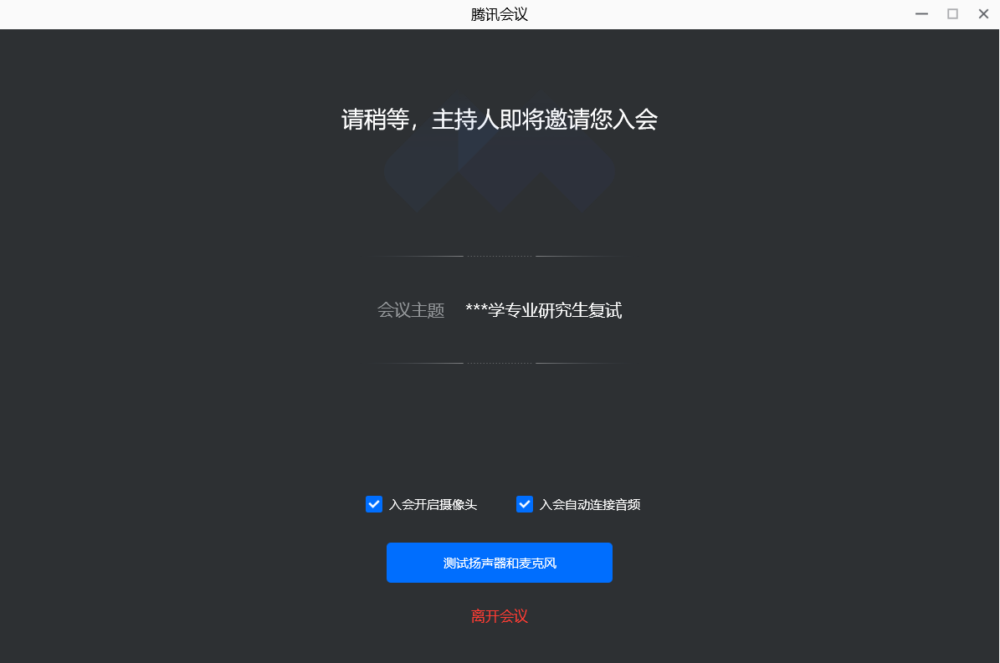 腾讯会议
请稍等，主持人即将邀请您入会
会议主题 ***学专业研究生复试
入会开启摄像头 入会自动连接音频
测试扬声器和麦克风
离开会议